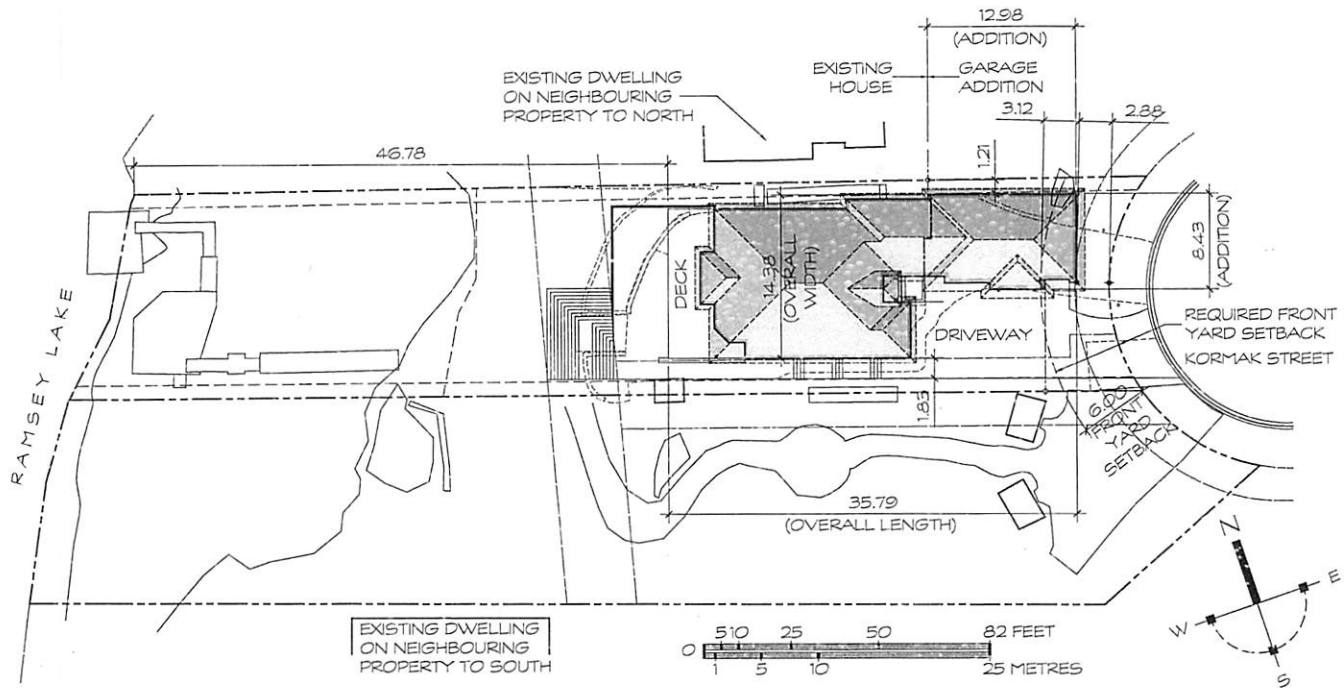 12.98
(ADDITION)
EXISTING DWELLING
ON NEIGHBOURING
PROPERTY TO NORTH
EXISTING
HOUSE
GARAGE
ADDITION
3.12
2.88
46.78
1.21
8.43
(ADDITION)
RAMSEY LAKE
DECK
14.38
(OVERALL
WIDTH)
DRIVEWAY
REQUIRED FRONT
YARD SETBACK
KORMAK STREET
1.83
6.00
FRONT
YARD
SETBACK
35.79
(OVERALL LENGTH)
EXISTING DWELLING
ON NEIGHBOURING
PROPERTY TO SOUTH
0 5 10 25 50 82 FEET
1 5 10 25 METRES
N
E
W
S